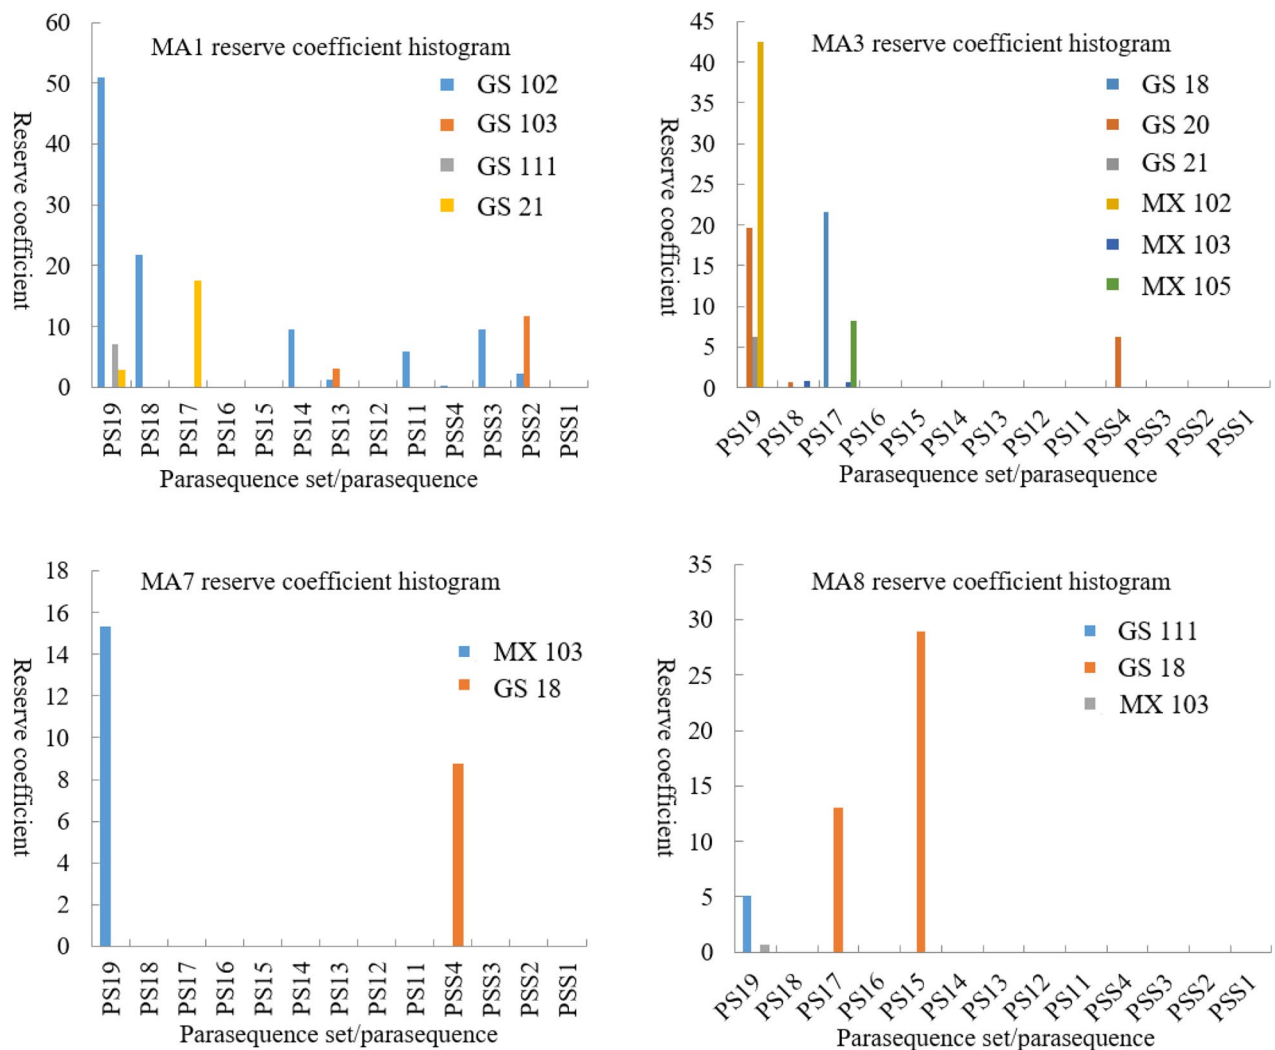 MA1 reserve coefficient histogram
Reserve coefficient
60
50
40
30
20
10
0
GS 102
GS 103
GS 111
GS 21
PS19
PS18
PS17
PS16
PS15
PS14
PS13
PS12
PS11
PSS4
PSS3
PSS2
PSS1
Parasequence set/parasequence
MA3 reserve coefficient histogram
Reserve coefficient
45
40
35
30
25
20
15
10
5
0
GS 18
GS 20
GS 21
MX 102
MX 103
MX 105
PS19
PS18
PS17
PS16
PS15
PS14
PS13
PS12
PS11
PSS4
PSS3
PSS2
PSS1
Parasequence set/parasequence
MA7 reserve coefficient histogram
Reserve coefficient
18
16
14
12
10
8
6
4
2
0
MX 103
GS 18
PS19
PS18
PS17
PS16
PS15
PS14
PS13
PS12
PS11
PSS4
PSS3
PSS2
PSS1
Parasequence set/parasequence
MA8 reserve coefficient histogram
Reserve coefficient
35
30
25
20
15
10
5
0
GS 111
GS 18
MX 103
PS19
PS18
PS17
PS16
PS15
PS14
PS13
PS12
PS11
PSS4
PSS3
PSS2
PSS1
Parasequence set/parasequence